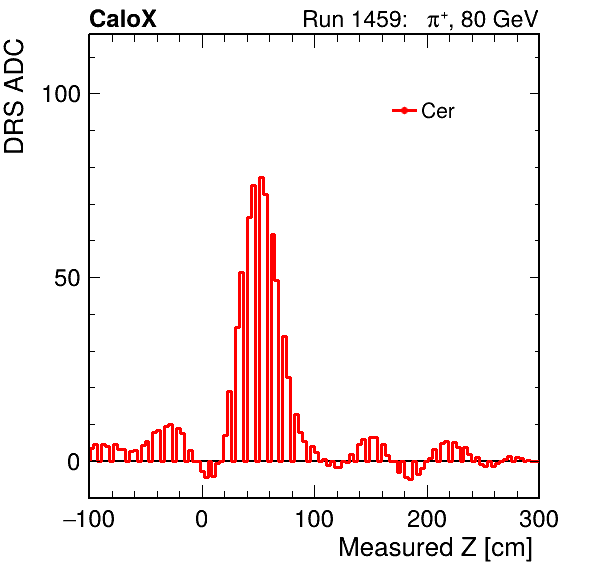 CaloX Run 1459: π⁺, 80 GeV
DRS ADC
Cer
100
50
0
−100 0 100 200 300
Measured Z [cm]